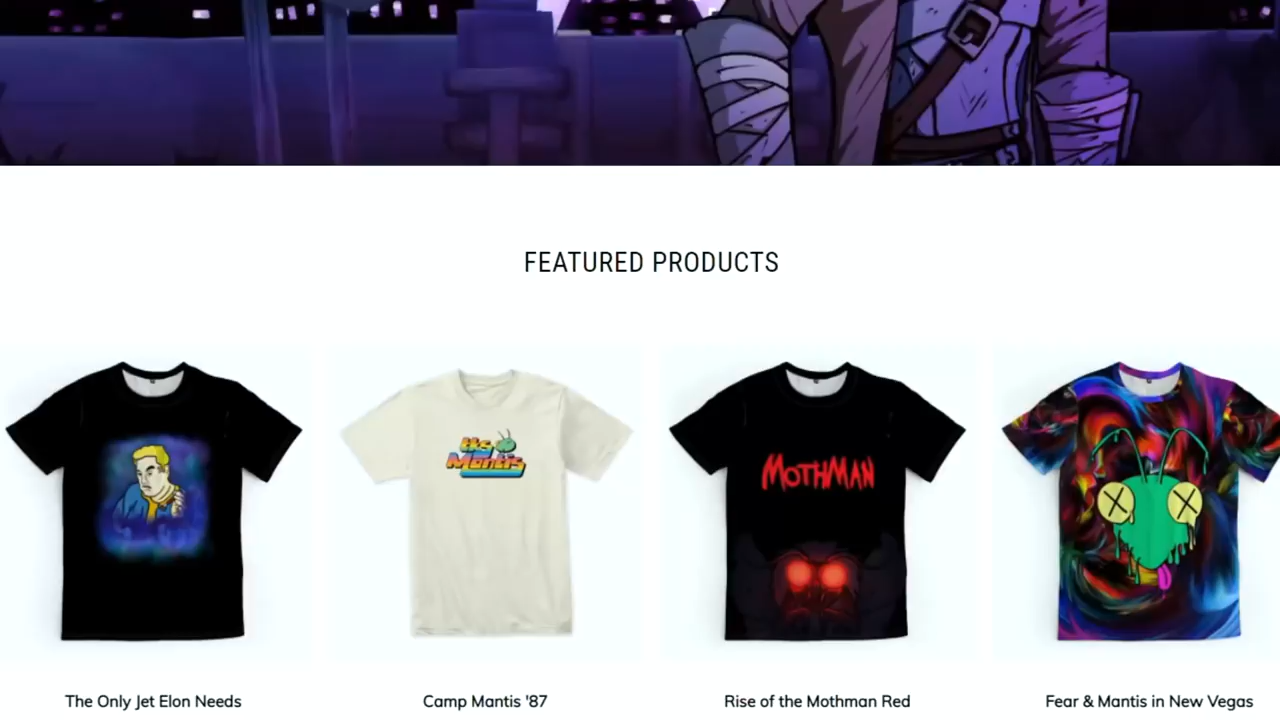 FEATURED PRODUCTS
the
Mantis
MOTHMAN
The Only Jet Elon Needs
Camp Mantis '87
Rise of the Mothman Red
Fear & Mantis in New Vegas